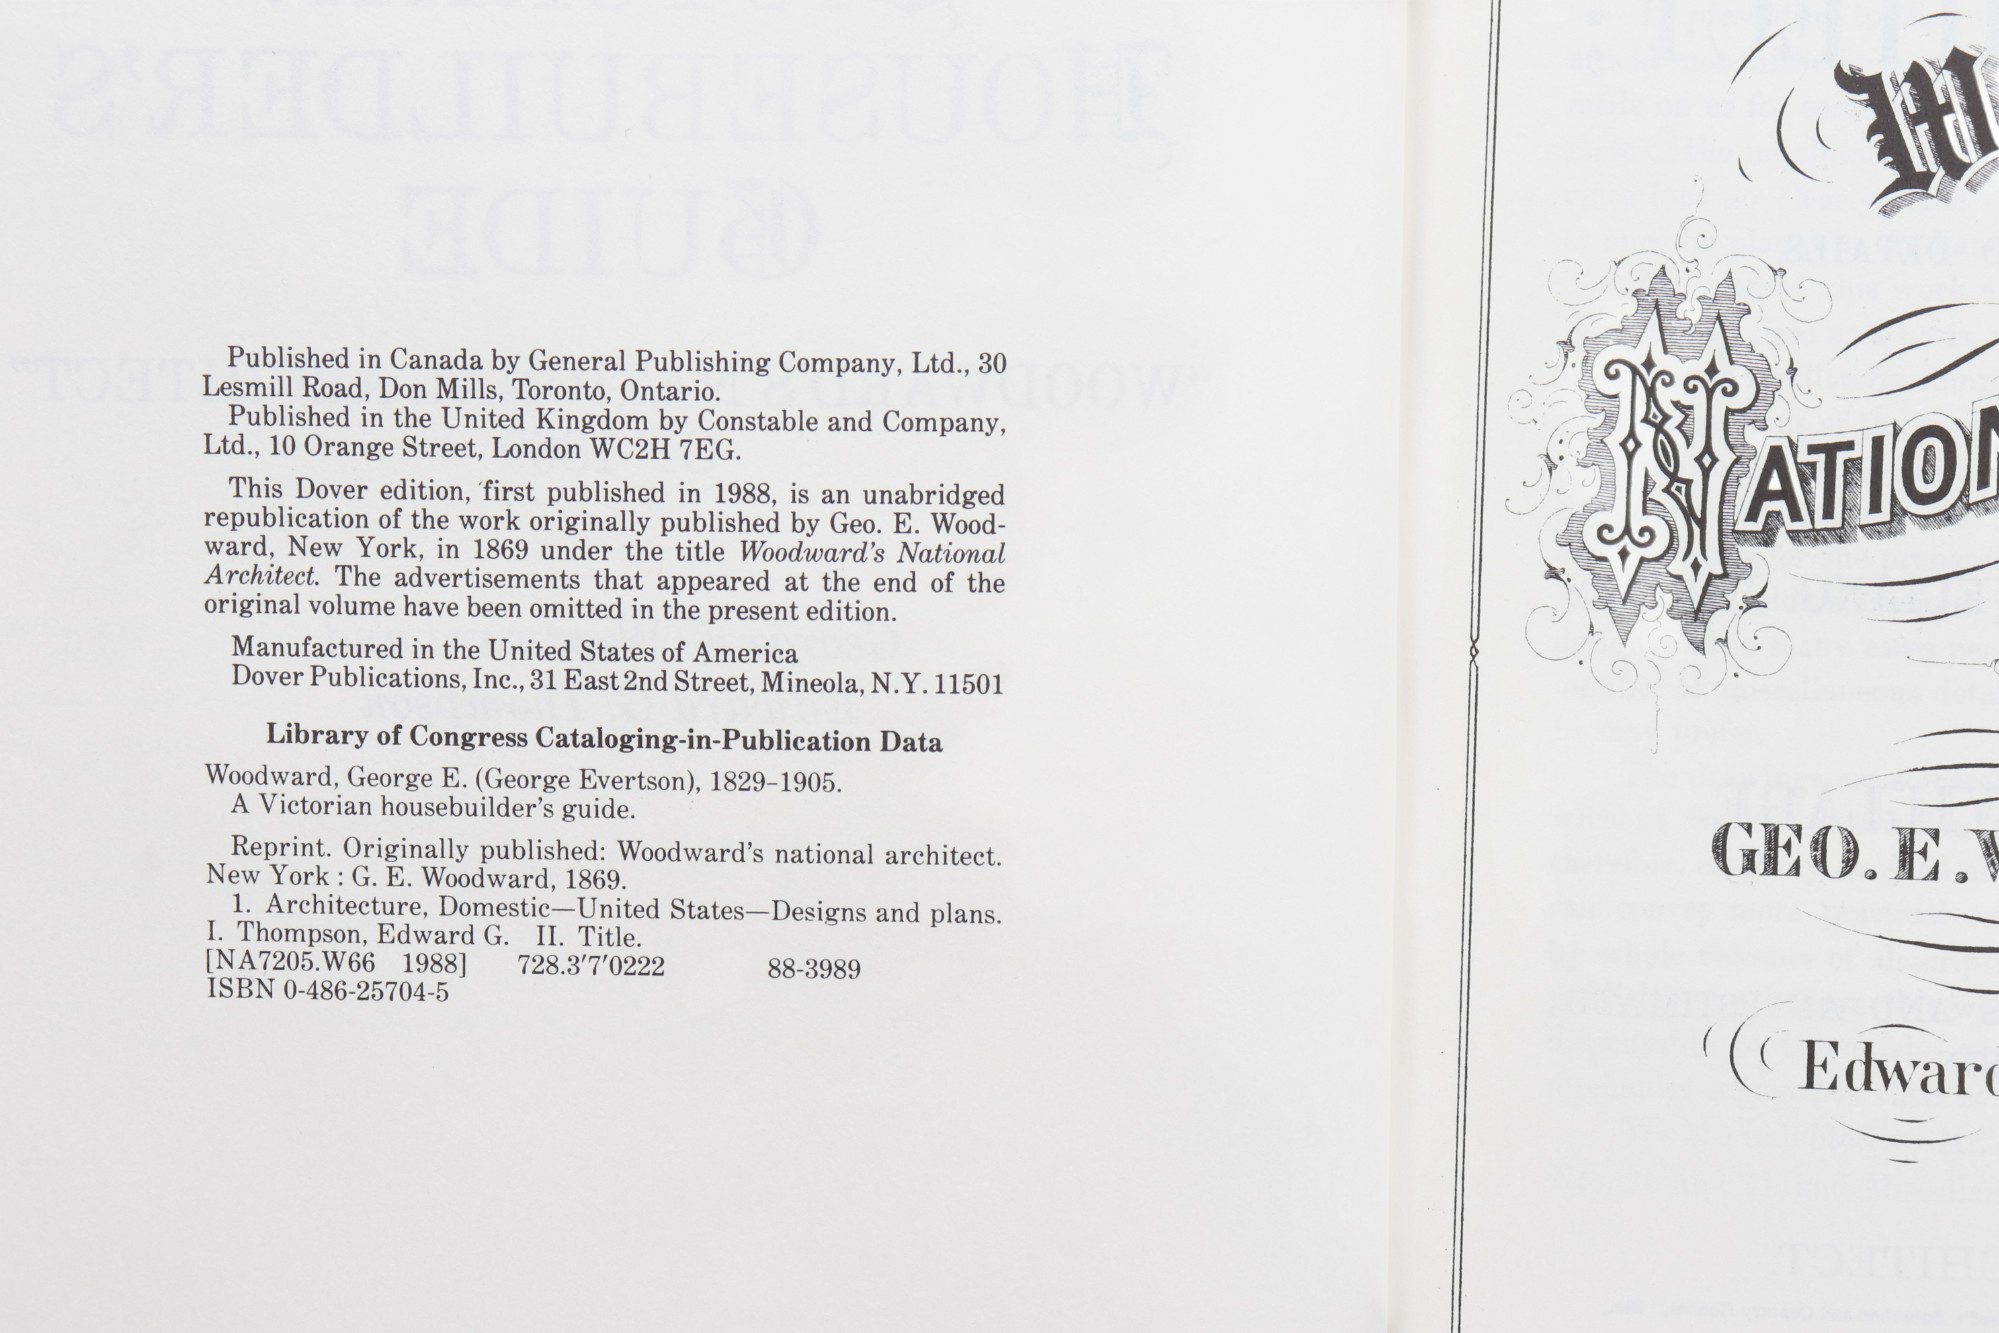 Published in Canada by General Publishing Company, Ltd., 30
Lesmill Road, Don Mills, Toronto, Ontario.
Published in the United Kingdom by Constable and Company,
Ltd., 10 Orange Street, London WC2H 7EG.
This Dover edition, first published in 1988, is an unabridged
republication of the work originally published by Geo. E. Wood-
ward, New York, in 1869 under the title Woodward's National
Architect. The advertisements that appeared at the end of the
original volume have been omitted in the present edition.
Manufactured in the United States of America
Dover Publications, Inc., 31 East 2nd Street, Mineola, N.Y. 11501
Library of Congress Cataloging-in-Publication Data
Woodward, George E. (George Evertson), 1829–1905.
A Victorian housebuilder's guide.
Reprint. Originally published: Woodward's national architect.
New York : G. E. Woodward, 1869.
1. Architecture, Domestic—United States—Designs and plans.
I. Thompson, Edward G. II. Title.
[NA7205.W66 1988] 728.3′7′0222 88-3989
ISBN 0-486-25704-5
W
NATION
GEO. E. W
Edward